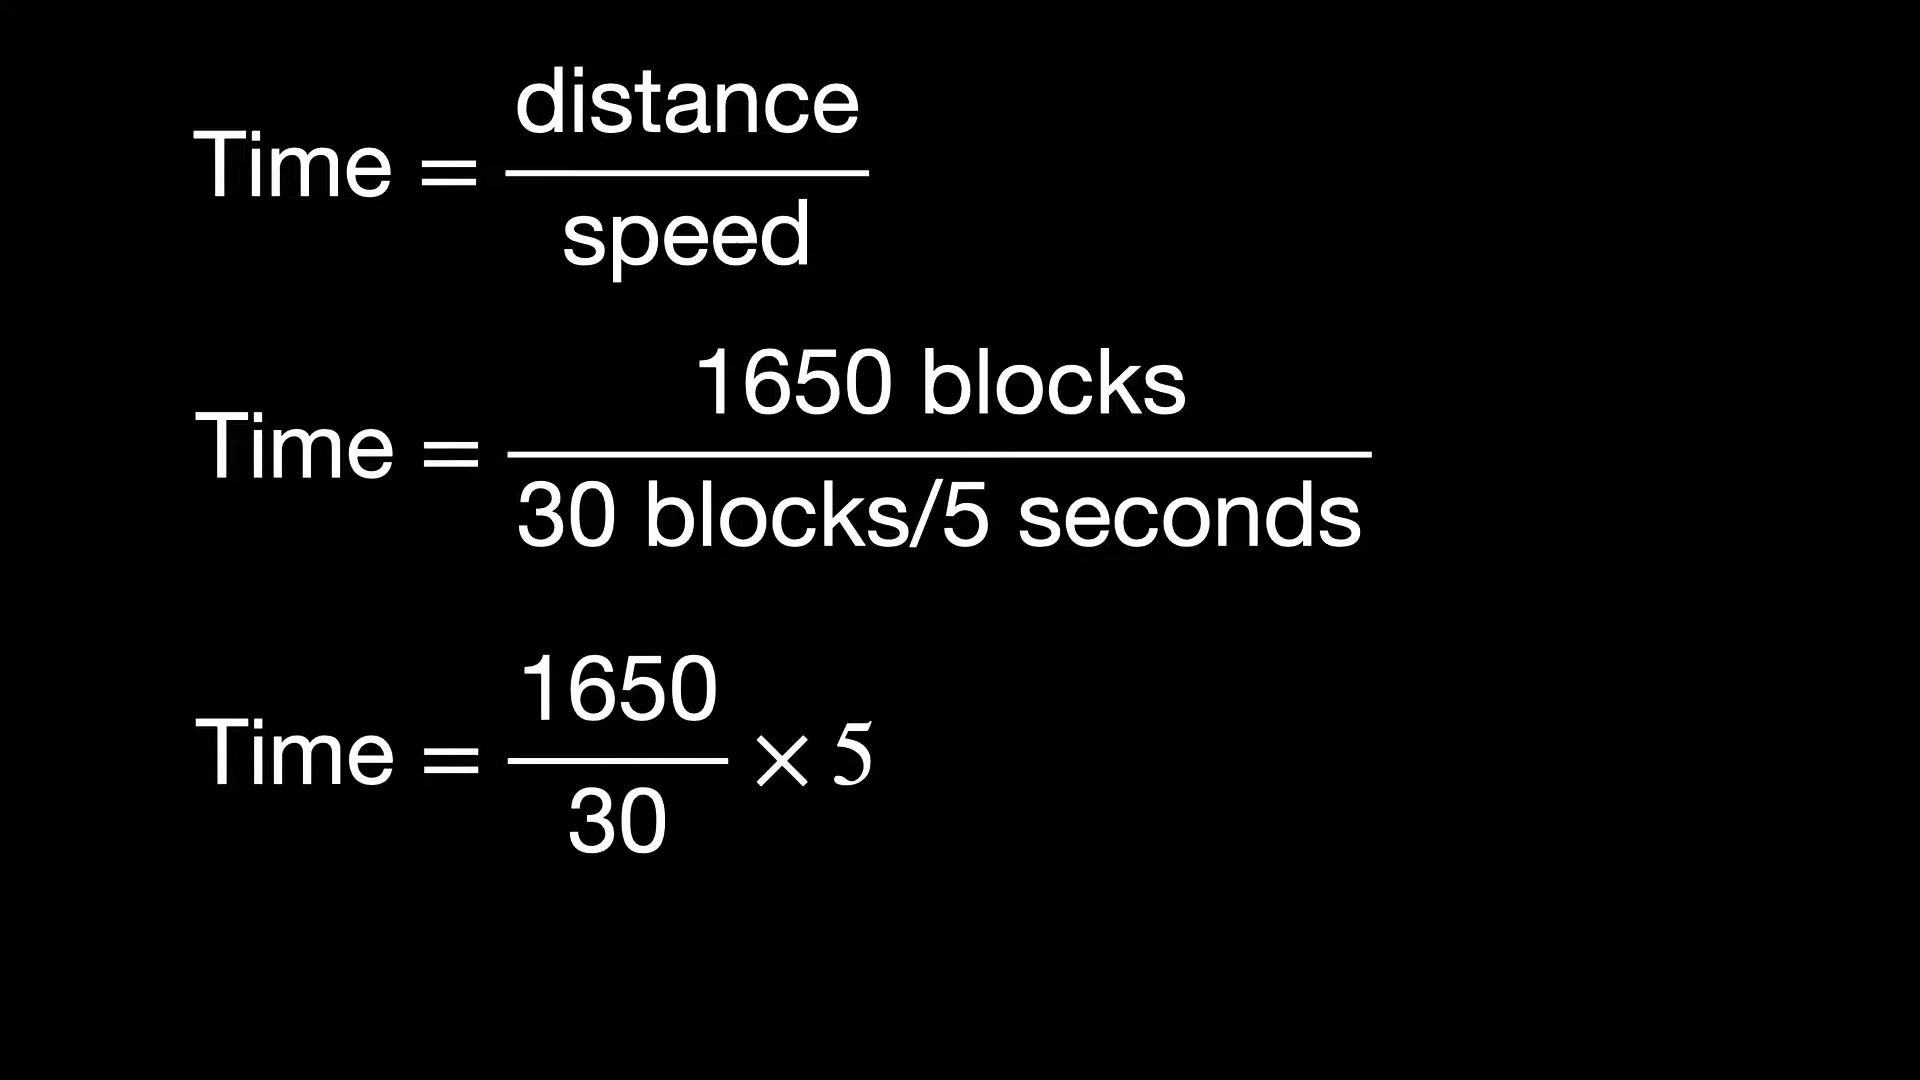 Time = distance / speed
Time = 1650 blocks / 30 blocks/5 seconds
Time = 1650 / 30 × 5